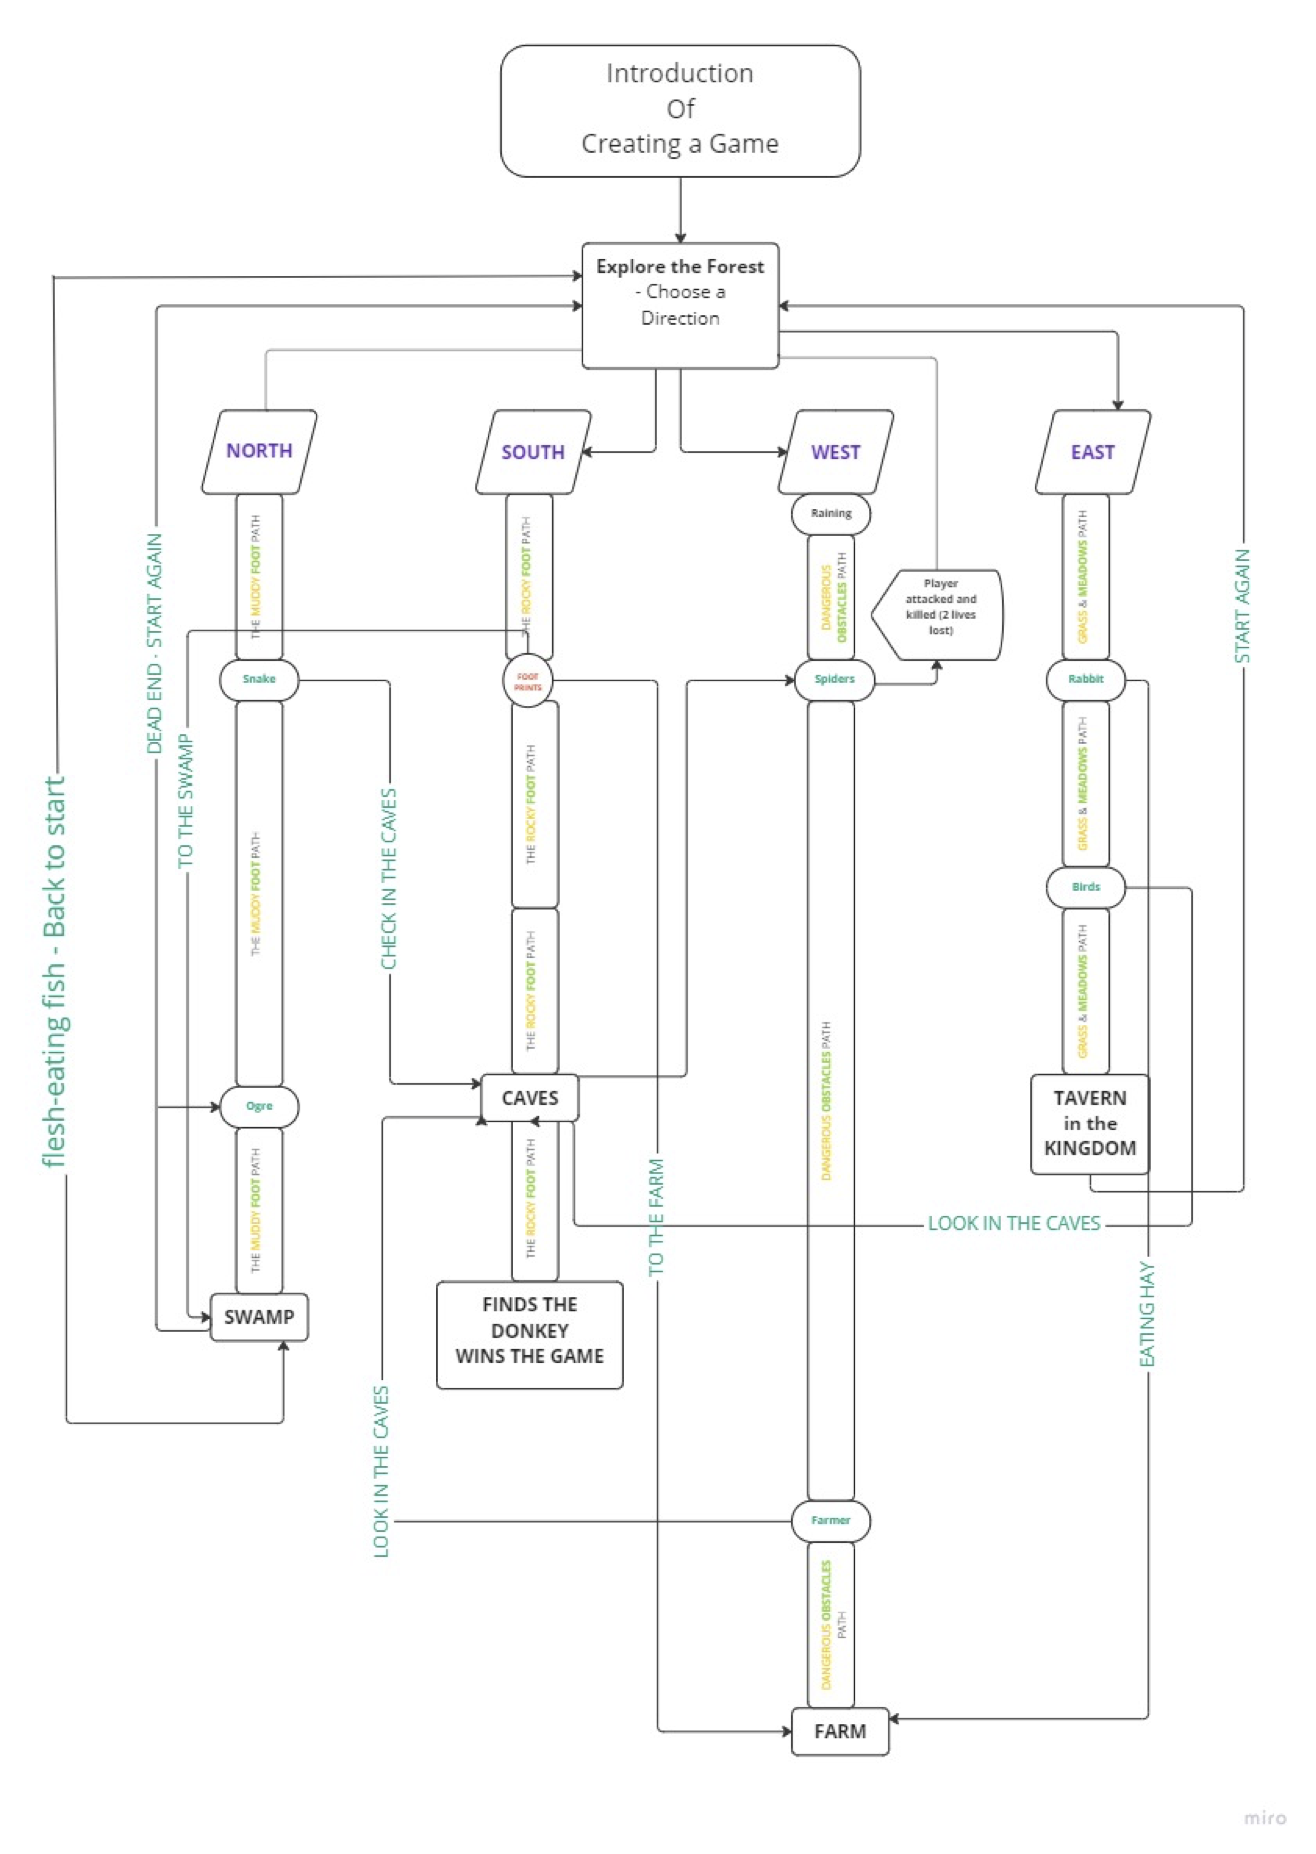 Introduction
Of
Creating a Game
Explore the Forest
- Choose a
Direction
NORTH
SOUTH
WEST
EAST
Raining
THE MUDDY FOOT PATH
THE ROCKY FOOT PATH
DANGEROUS
OBSTACLES PATH
Player
attacked and
killed (2 lives
lost)
GRASS & MEADOWS PATH
START AGAIN
DEAD END - START AGAIN
Snake
FOOT
PRINTS
Spiders
Rabbit
flesh-eating fish - Back to start
TO THE SWAMP
CHECK IN THE CAVES
THE MUDDY FOOT PATH
THE ROCKY FOOT PATH
GRASS & MEADOWS PATH
Birds
THE ROCKY FOOT PATH
DANGEROUS OBSTACLES PATH
GRASS & MEADOWS PATH
Ogre
CAVES
TAVERN
in the
KINGDOM
THE MUDDY FOOT PATH
THE ROCKY FOOT PATH
TO THE FARM
LOOK IN THE CAVES
SWAMP
FINDS THE
DONKEY
WINS THE GAME
EATING HAY
LOOK IN THE CAVES
Farmer
DANGEROUS OBSTACLES
PATH
FARM
miro